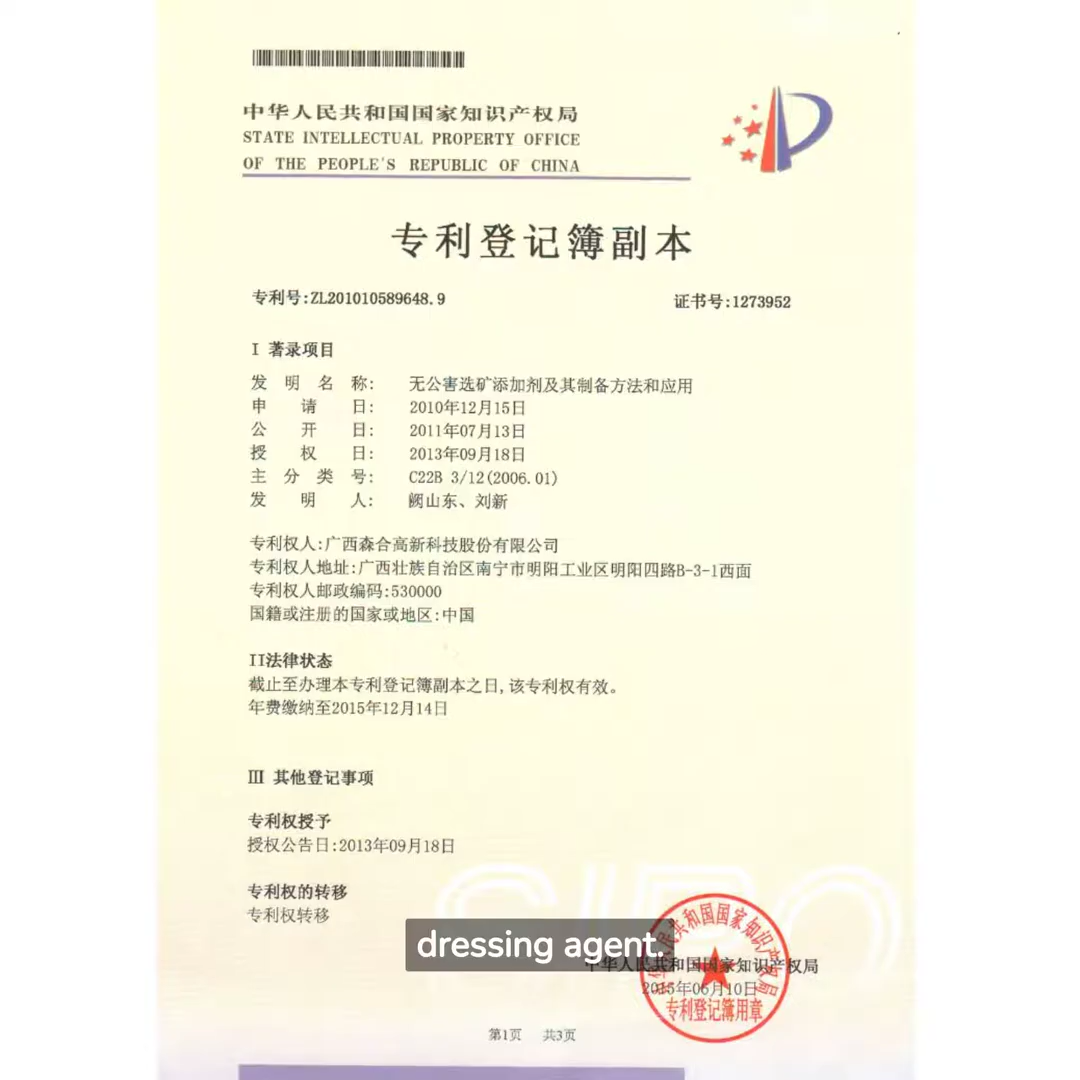 中华人民共和国国家知识产权局
STATE INTELLECTUAL PROPERTY OFFICE
OF THE PEOPLE'S REPUBLIC OF CHINA
专利登记簿副本
专利号:ZL201010589648.9
证书号:1273952
I 著录项目
发明名称: 无公害选矿添加剂及其制备方法和应用
申请日: 2010年12月15日
公开日: 2011年07月13日
授权日: 2013年09月18日
主分类号: C22B 3/12(2006.01)
发明人: 阙山东、刘新
专利权人:广西森合高新科技股份有限公司
专利权人地址:广西壮族自治区南宁市明阳工业区明阳四路B-3-1西面
专利权人邮政编码:530000
国籍或注册的国家或地区:中国
II法律状态
截止至办理本专利登记簿副本之日,该专利权有效。
年费缴纳至2015年12月14日
III 其他登记事项
专利权授予
授权公告日:2013年09月18日
专利权的转移
专利权转移
dressing agent.
中华人民共和国国家知识产权局
2015年06月10日
专利登记簿用章
第1页 共3页